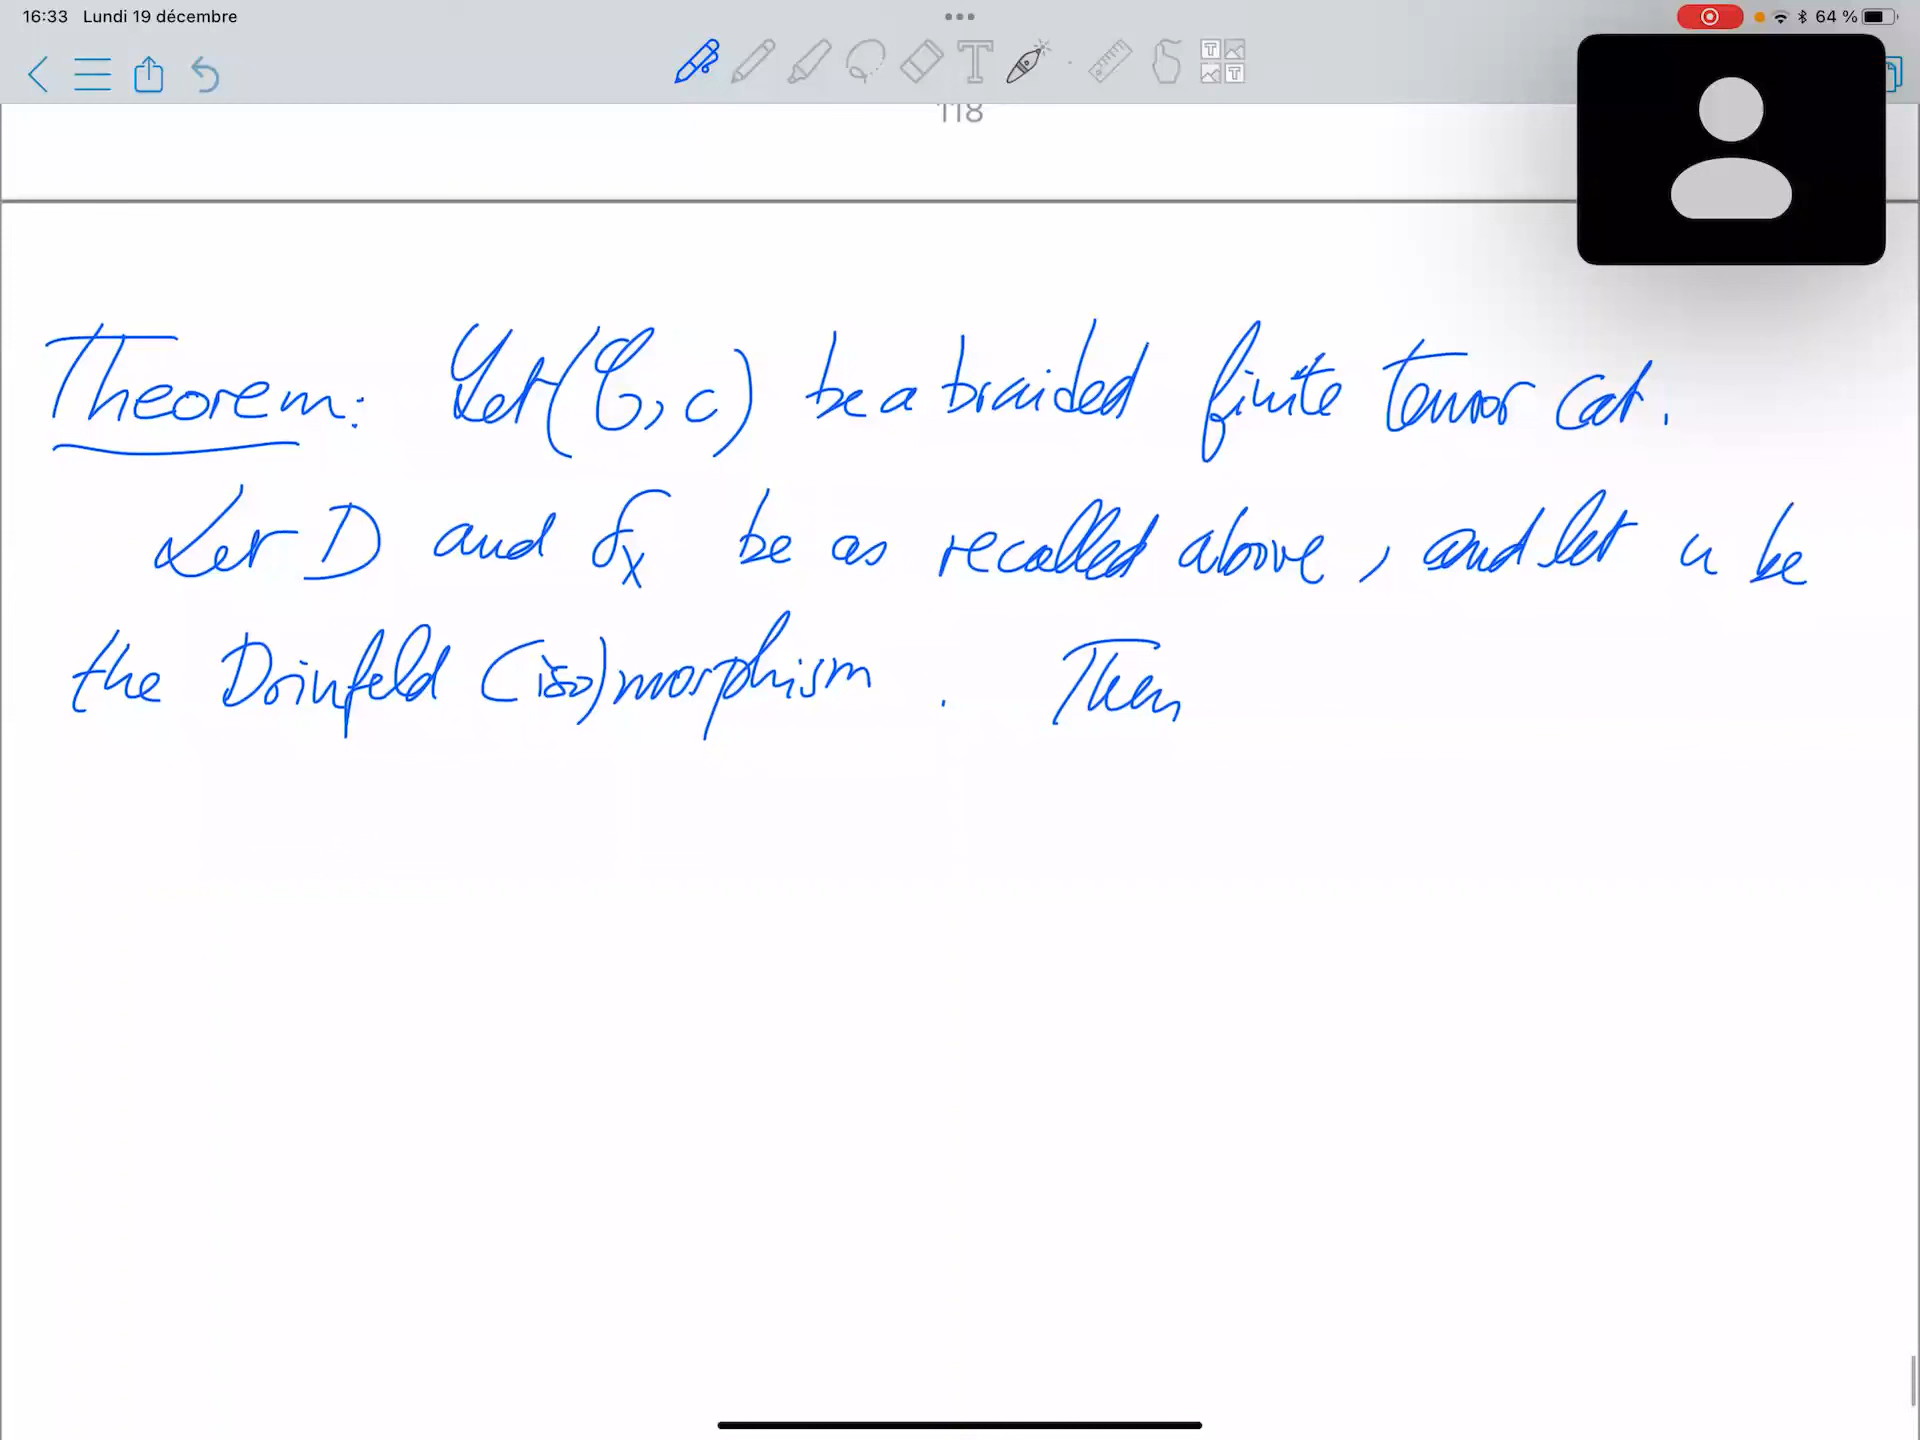 16:33 Lundi 19 décembre
64 %
118
Theorem: Let (C, c) be a braided finite tensor cat.
Let D and δ_X be as recalled above, and let u be
the Drinfeld (iso)morphism. Then